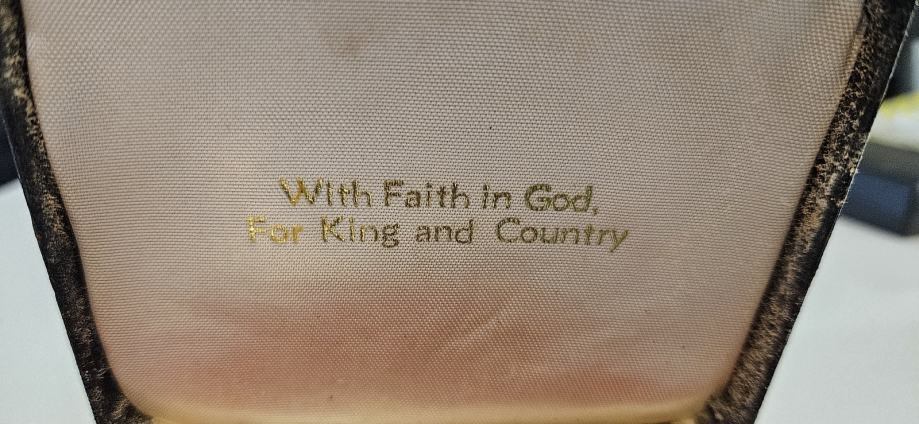 With Faith in God,
For King and Country